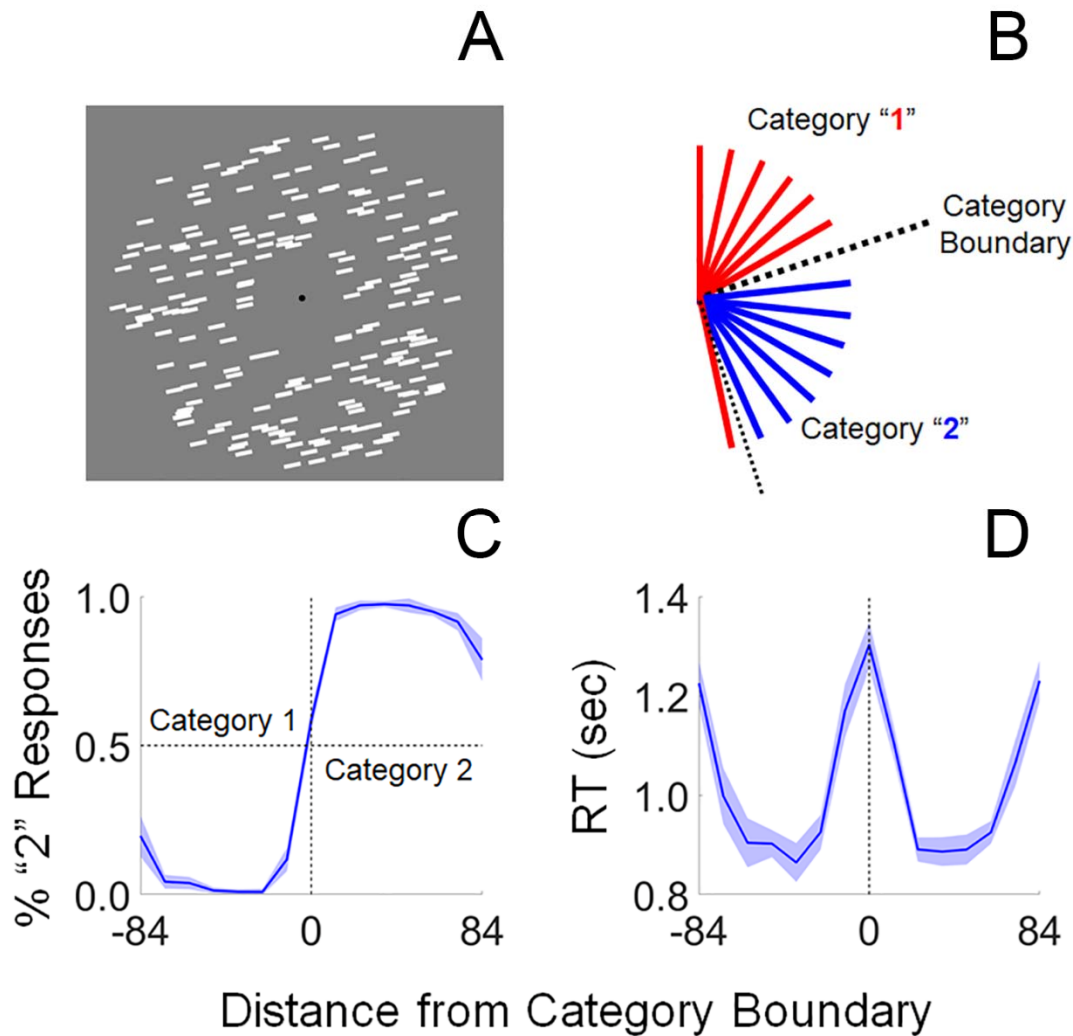 A
B
Category “1”
Category
Boundary
Category “2”
C
% “2” Responses
1.0
0.5
0.0
Category 1
Category 2
-84
0
84
D
RT (sec)
1.4
1.2
1.0
0.8
-84
0
84
Distance from Category Boundary